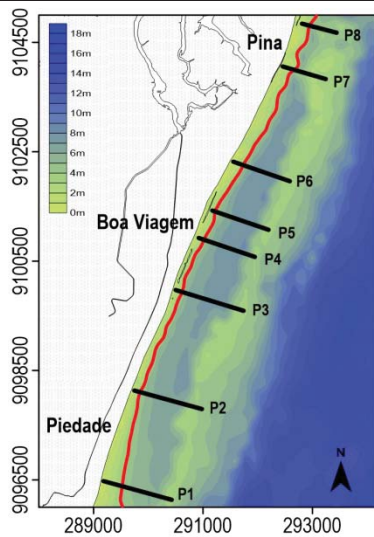 9104500
9102500
9100500
9098500
9096500
18m
16m
14m
12m
10m
8m
6m
4m
2m
0m
Pina
P8
P7
P6
Boa Viagem
P5
P4
P3
P2
Piedade
P1
N
289000
291000
293000